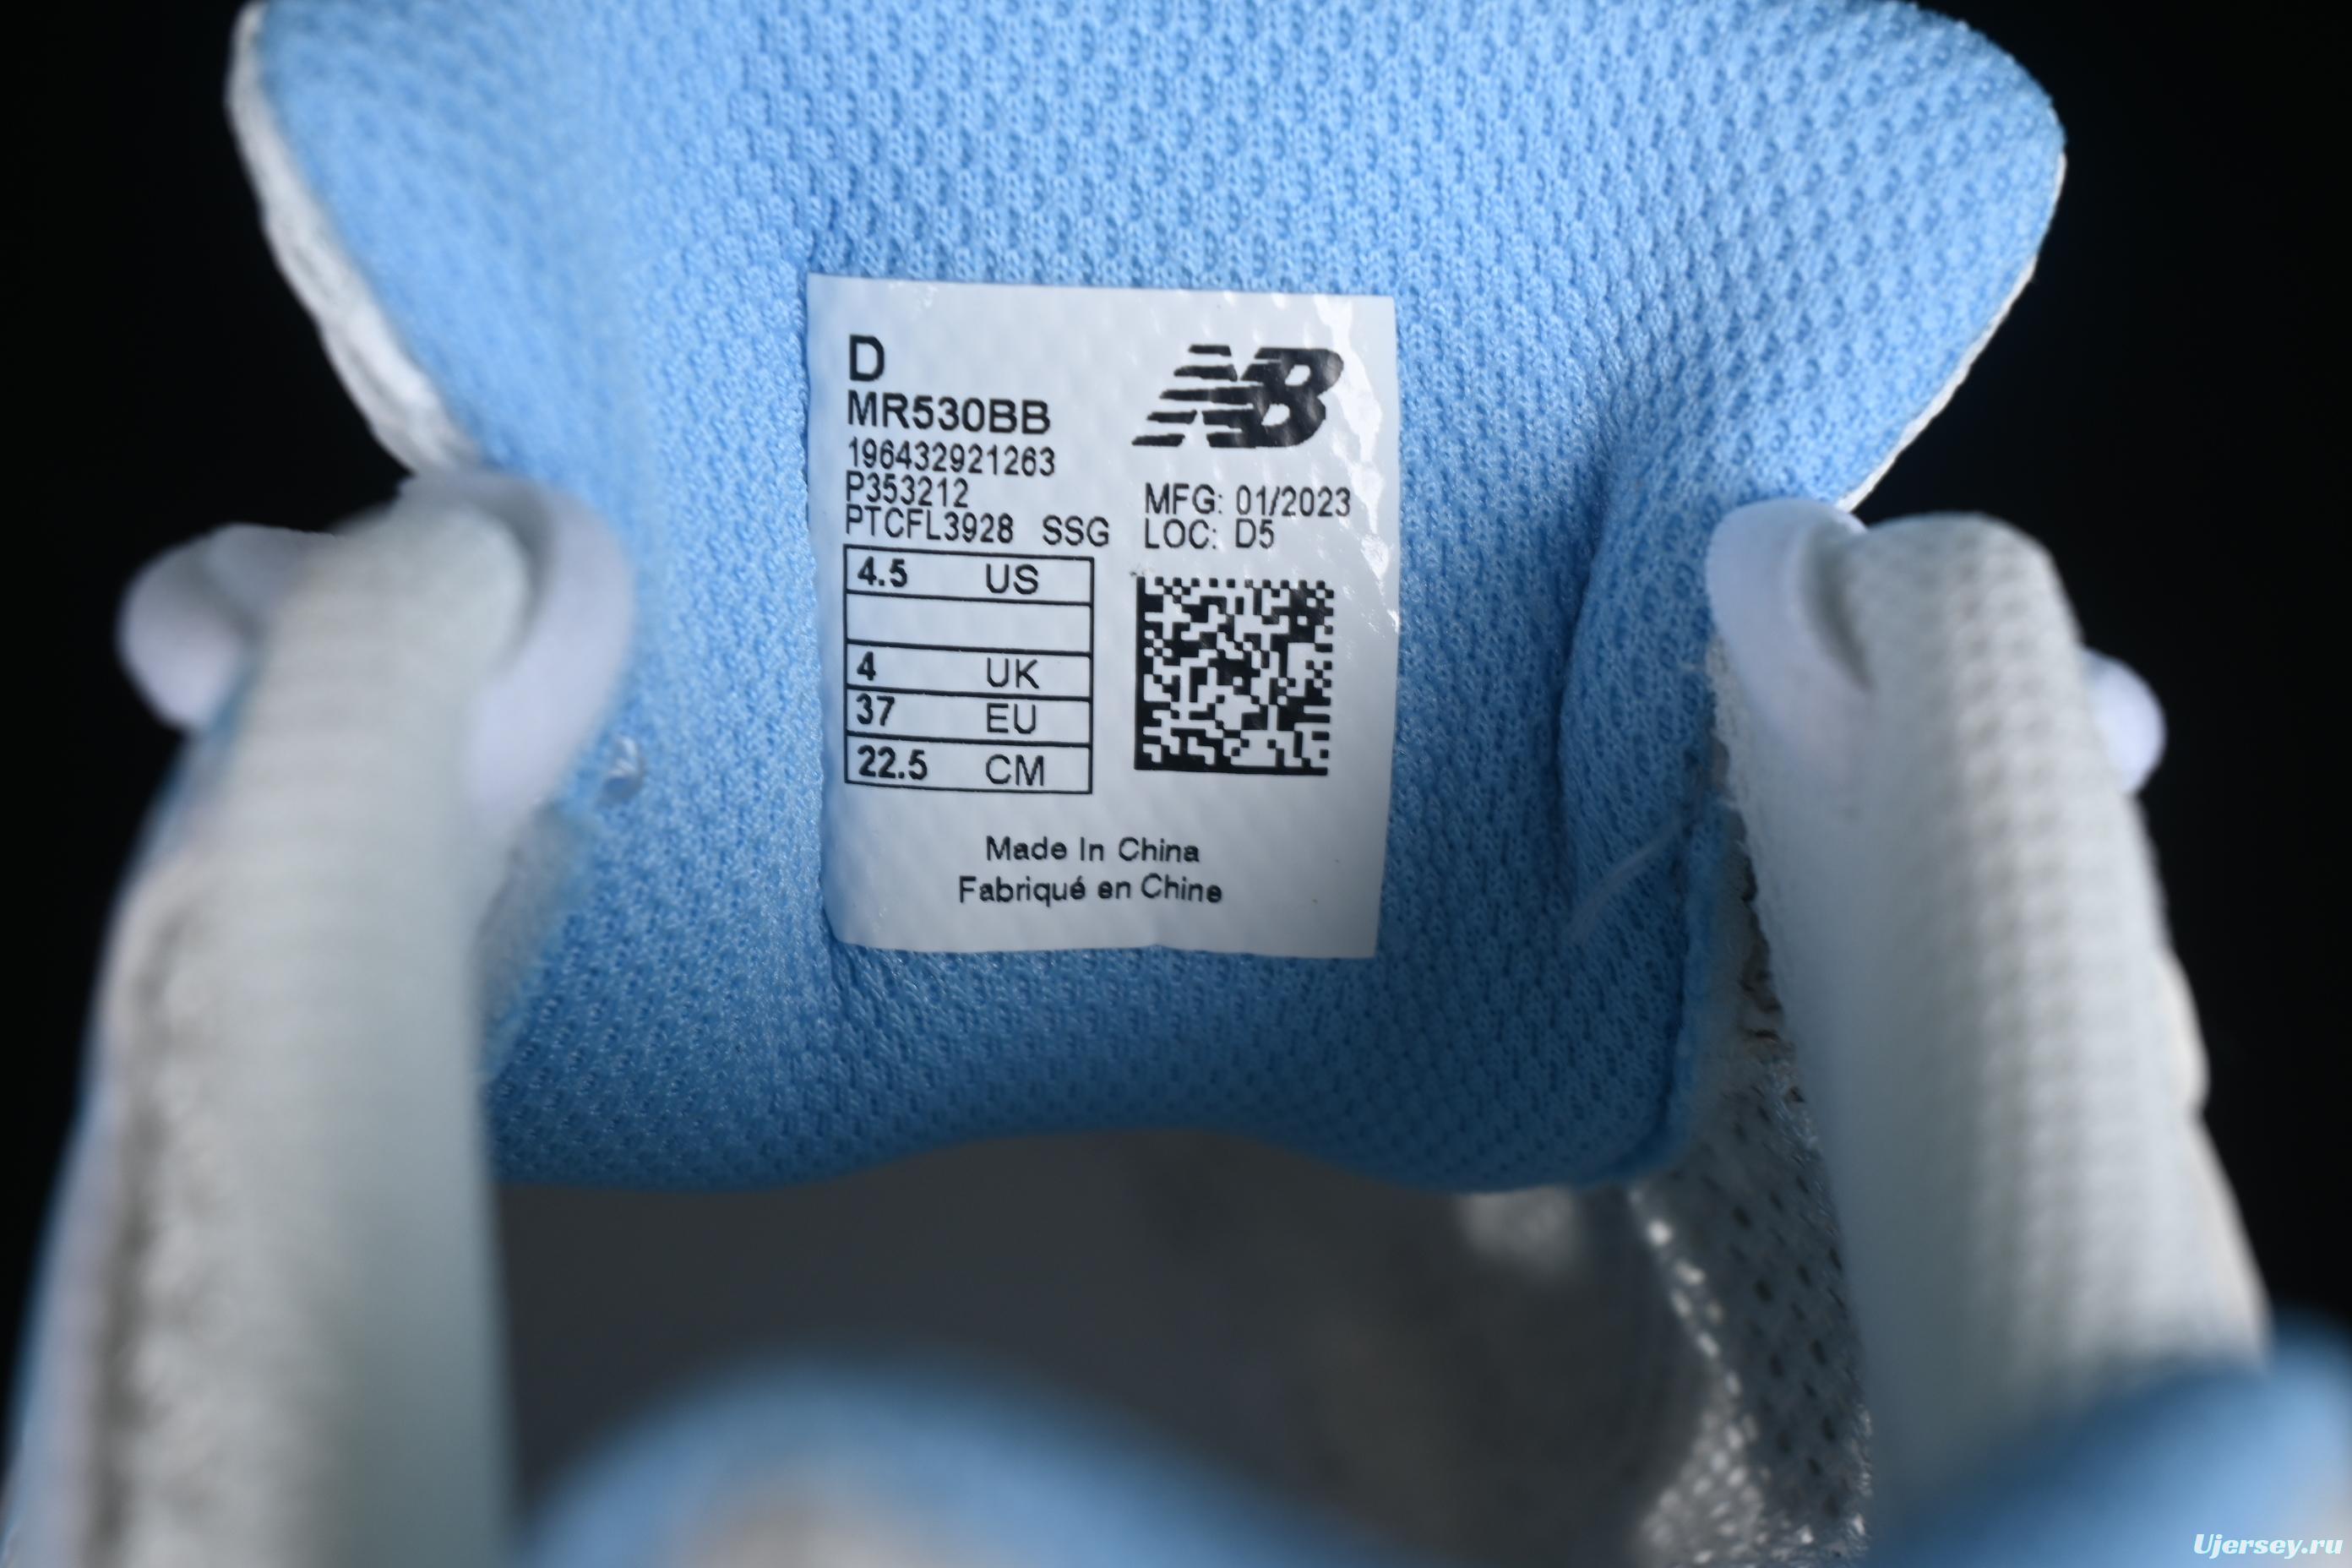 D
MR530BB
196432921263
P353212
PTCFL3928 SSG
NB
MFG: 01/2023
LOC: D5
4.5 US
4 UK
37 EU
22.5 CM
Made In China
Fabriqué en Chine
Ujersey.ru